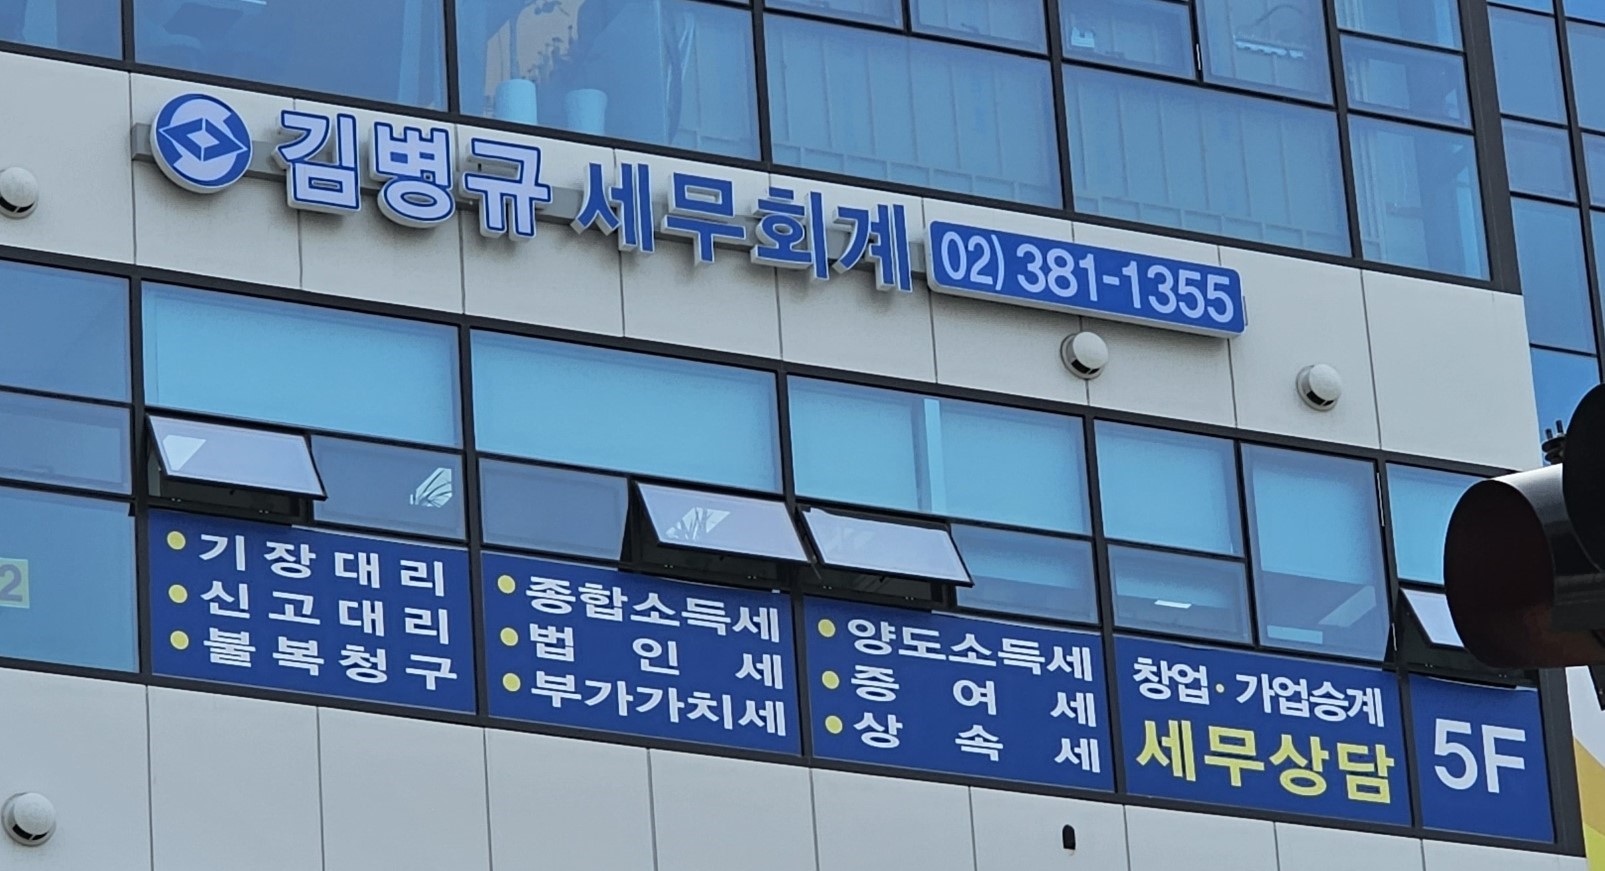 김병규 세무회계 02) 381-1355
• 기장대리
• 신고대리
• 불복청구
• 종합소득세
• 법인세
• 부가가치세
• 양도소득세
• 증여세
• 상속세
창업·가업승계
세무상담
5F
2